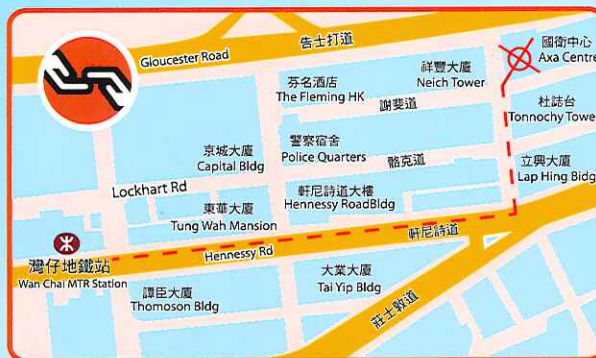 告士打道
Gloucester Road
國衛中心
Axa Centre
祥豐大廈
Neich Tower
芬名酒店
The Fleming HK
謝斐道
杜誌台
Tonnochy Tower
警察宿舍
Police Quarters
京城大廈
Capital Bldg
駱克道
立興大廈
Lap Hing Bldg
Lockhart Rd
軒尼詩道大樓
Hennessy RoadBldg
東華大廈
Tung Wah Mansion
軒尼詩道
Hennessy Rd
灣仔地鐵站
Wan Chai MTR Station
大業大廈
Tai Yip Bldg
譚臣大廈
Thomoson Bldg
莊士敦道